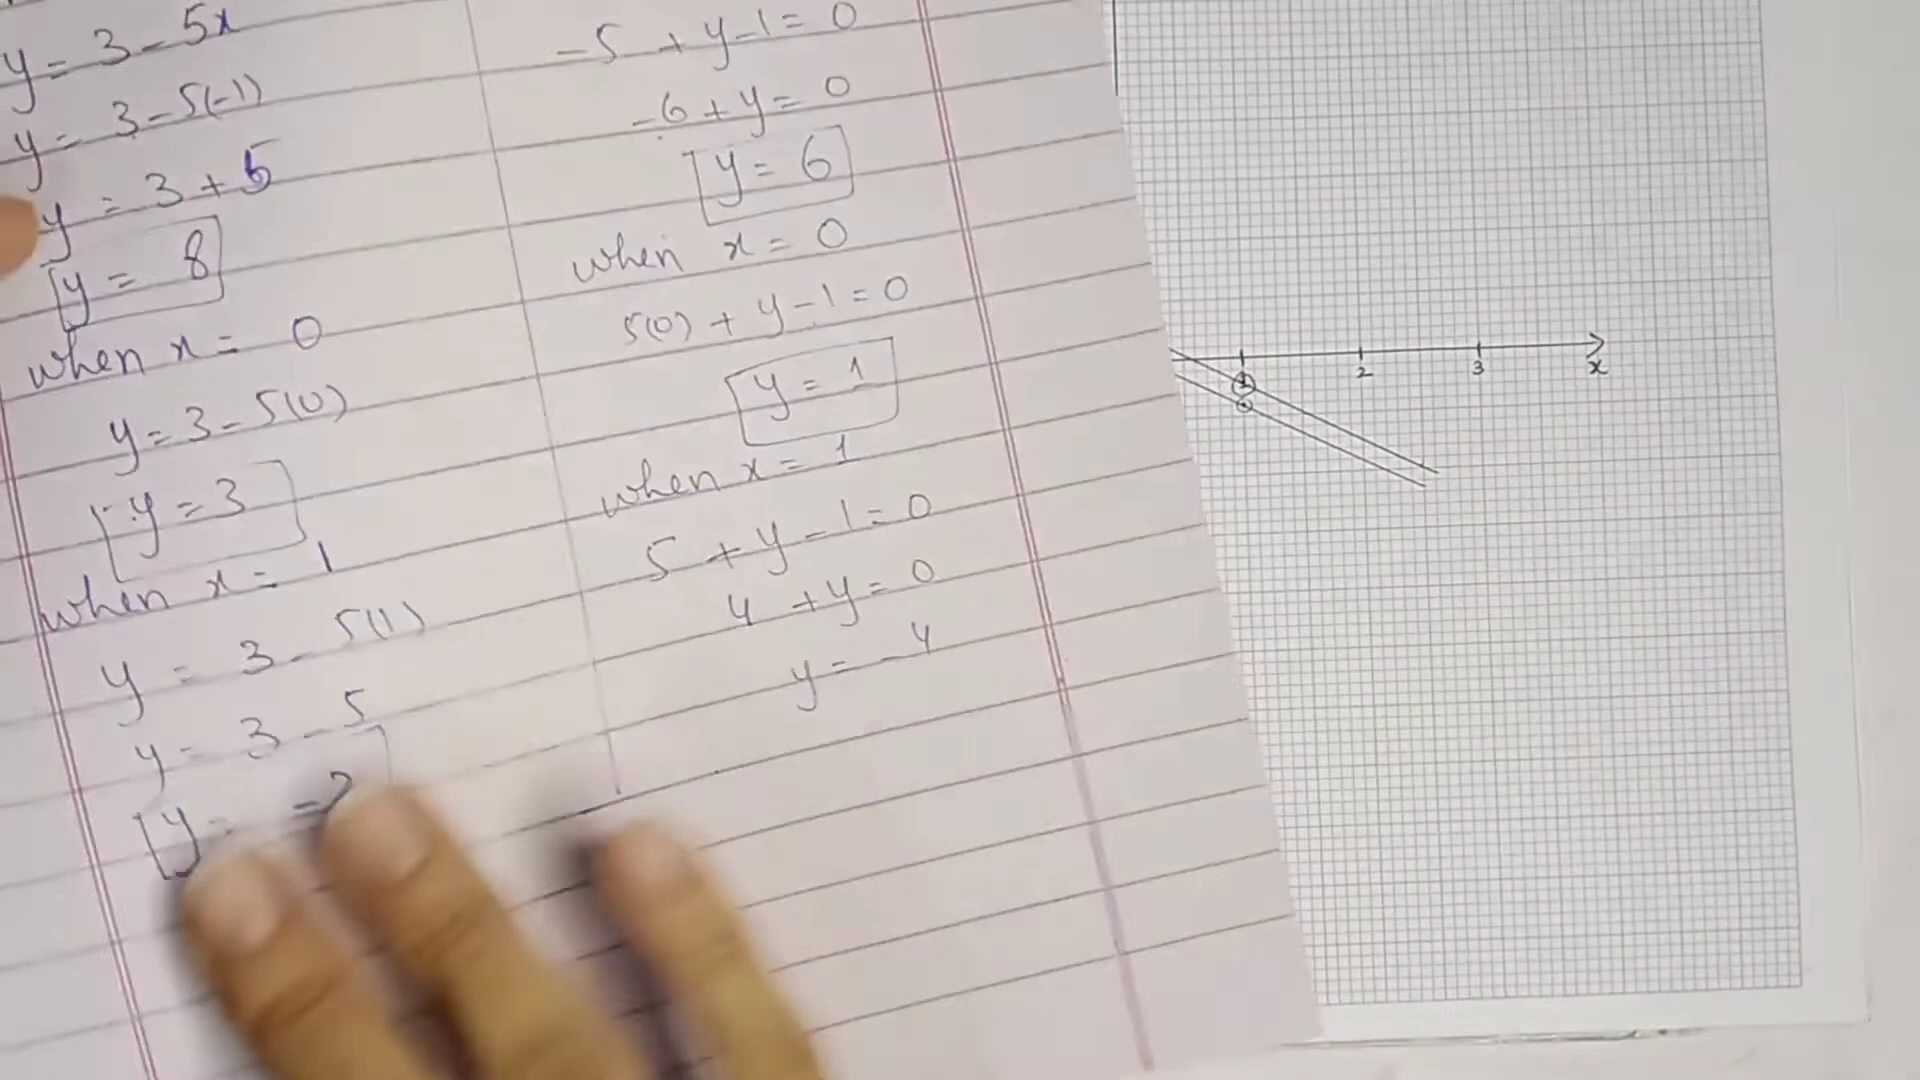 y = 3 - 5x
y = 3 - 5(-1)
y = 3 + 5
y = 8
when x = 0
y = 3 - 5(0)
y = 3
when x = 1
y = 3 - 5(1)
y = 3 - 5
y = -2
-5 + y - 1 = 0
-6 + y = 0
y = 6
when x = 0
5(0) + y - 1 = 0
y = 1
when x = 1
5 + y - 1 = 0
4 + y = 0
y = -4
1 2 3 x